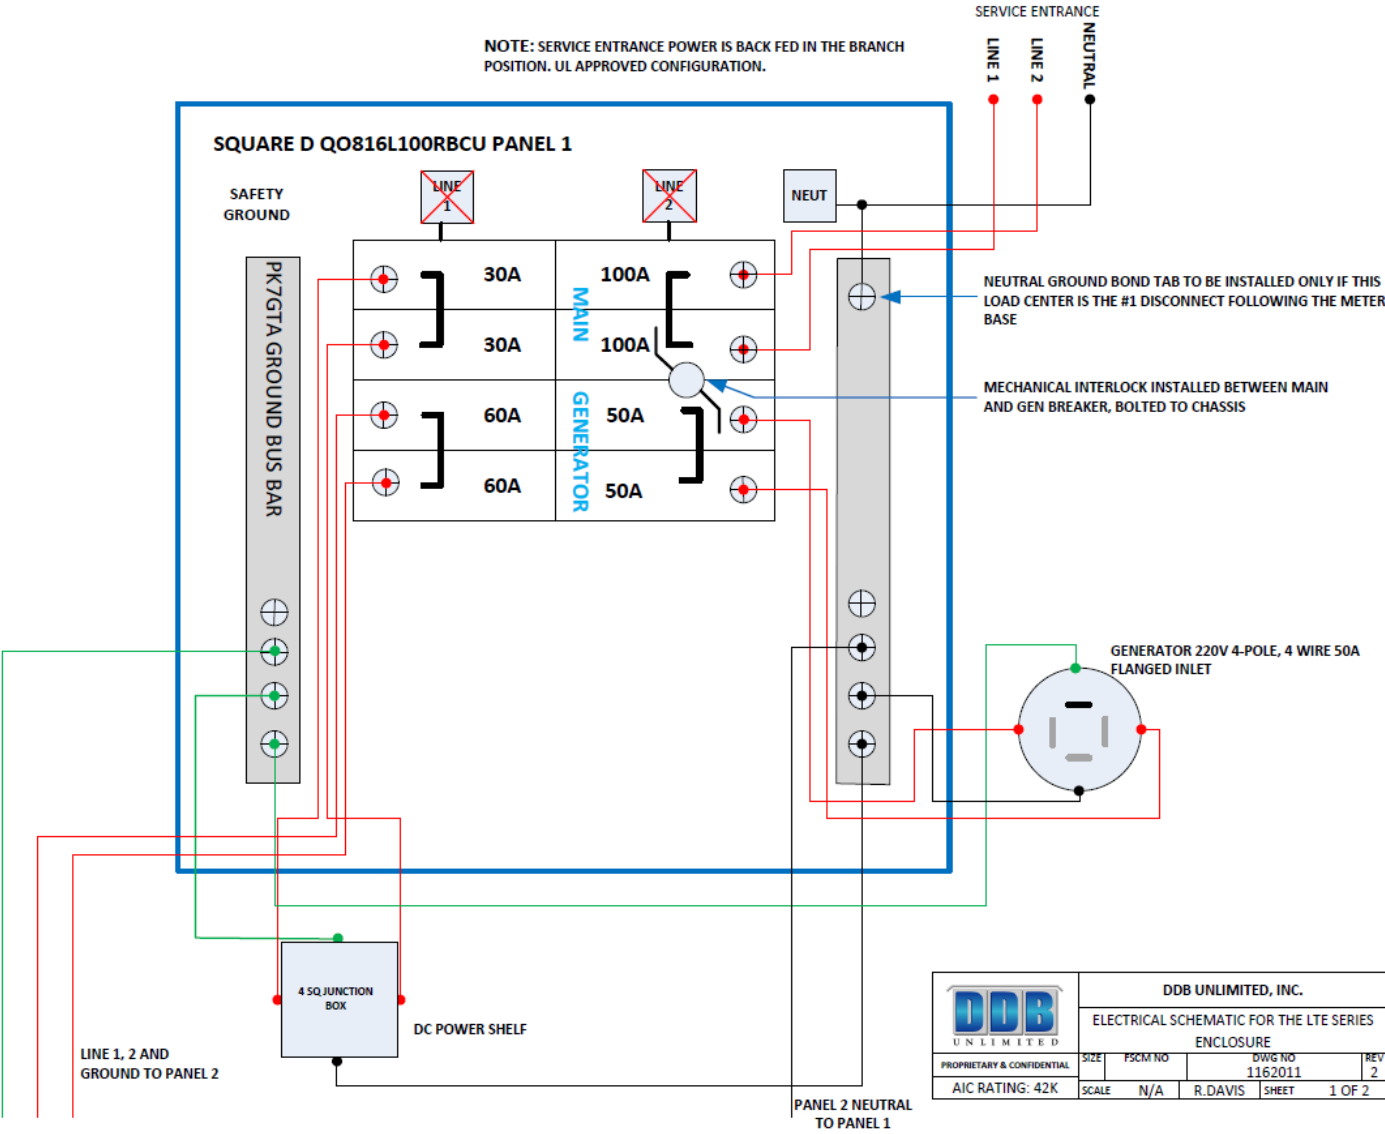 SERVICE ENTRANCE
LINE 1
LINE 2
NEUTRAL
NOTE: SERVICE ENTRANCE POWER IS BACK FED IN THE BRANCH
POSITION. UL APPROVED CONFIGURATION.
SQUARE D QO816L100RBCU PANEL 1
SAFETY
GROUND
LINE
1
LINE
2
NEUT
PK7GTA GROUND BUS BAR
30A
100A
30A
100A
MAIN
60A
50A
60A
50A
GENERATOR
NEUTRAL GROUND BOND TAB TO BE INSTALLED ONLY IF THIS
LOAD CENTER IS THE #1 DISCONNECT FOLLOWING THE METER
BASE
MECHANICAL INTERLOCK INSTALLED BETWEEN MAIN
AND GEN BREAKER, BOLTED TO CHASSIS
GENERATOR 220V 4-POLE, 4 WIRE 50A
FLANGED INLET
4 SQ JUNCTION
BOX
DC POWER SHELF
LINE 1, 2 AND
GROUND TO PANEL 2
PANEL 2 NEUTRAL
TO PANEL 1
DDB
UNLIMITED
PROPRIETARY & CONFIDENTIAL
AIC RATING: 42K
DDB UNLIMITED, INC.
ELECTRICAL SCHEMATIC FOR THE LTE SERIES
ENCLOSURE
SIZE
FSCM NO
DWG NO
1162011
REV
2
SCALE
N/A
R.DAVIS
SHEET
1 OF 2